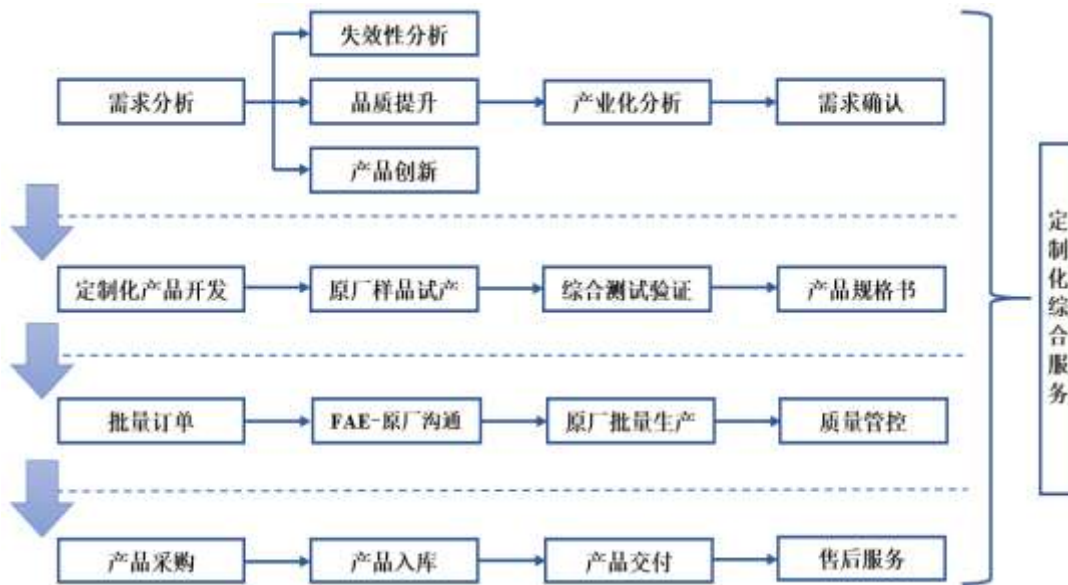 失效性分析
需求分析
品质提升
产业化分析
需求确认
产品创新
定制化产品开发
原厂样品试产
综合测试验证
产品规格书
批量订单
FAE-原厂沟通
原厂批量生产
质量管控
产品采购
产品入库
产品交付
售后服务
定制化综合服务